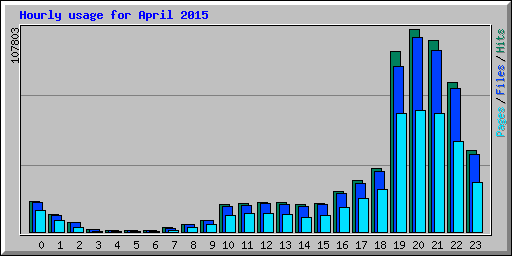 Hourly usage for April 2015
107803
Pages/Files/Hits
0 1 2 3 4 5 6 7 8 9 10 11 12 13 14 15 16 17 18 19 20 21 22 23